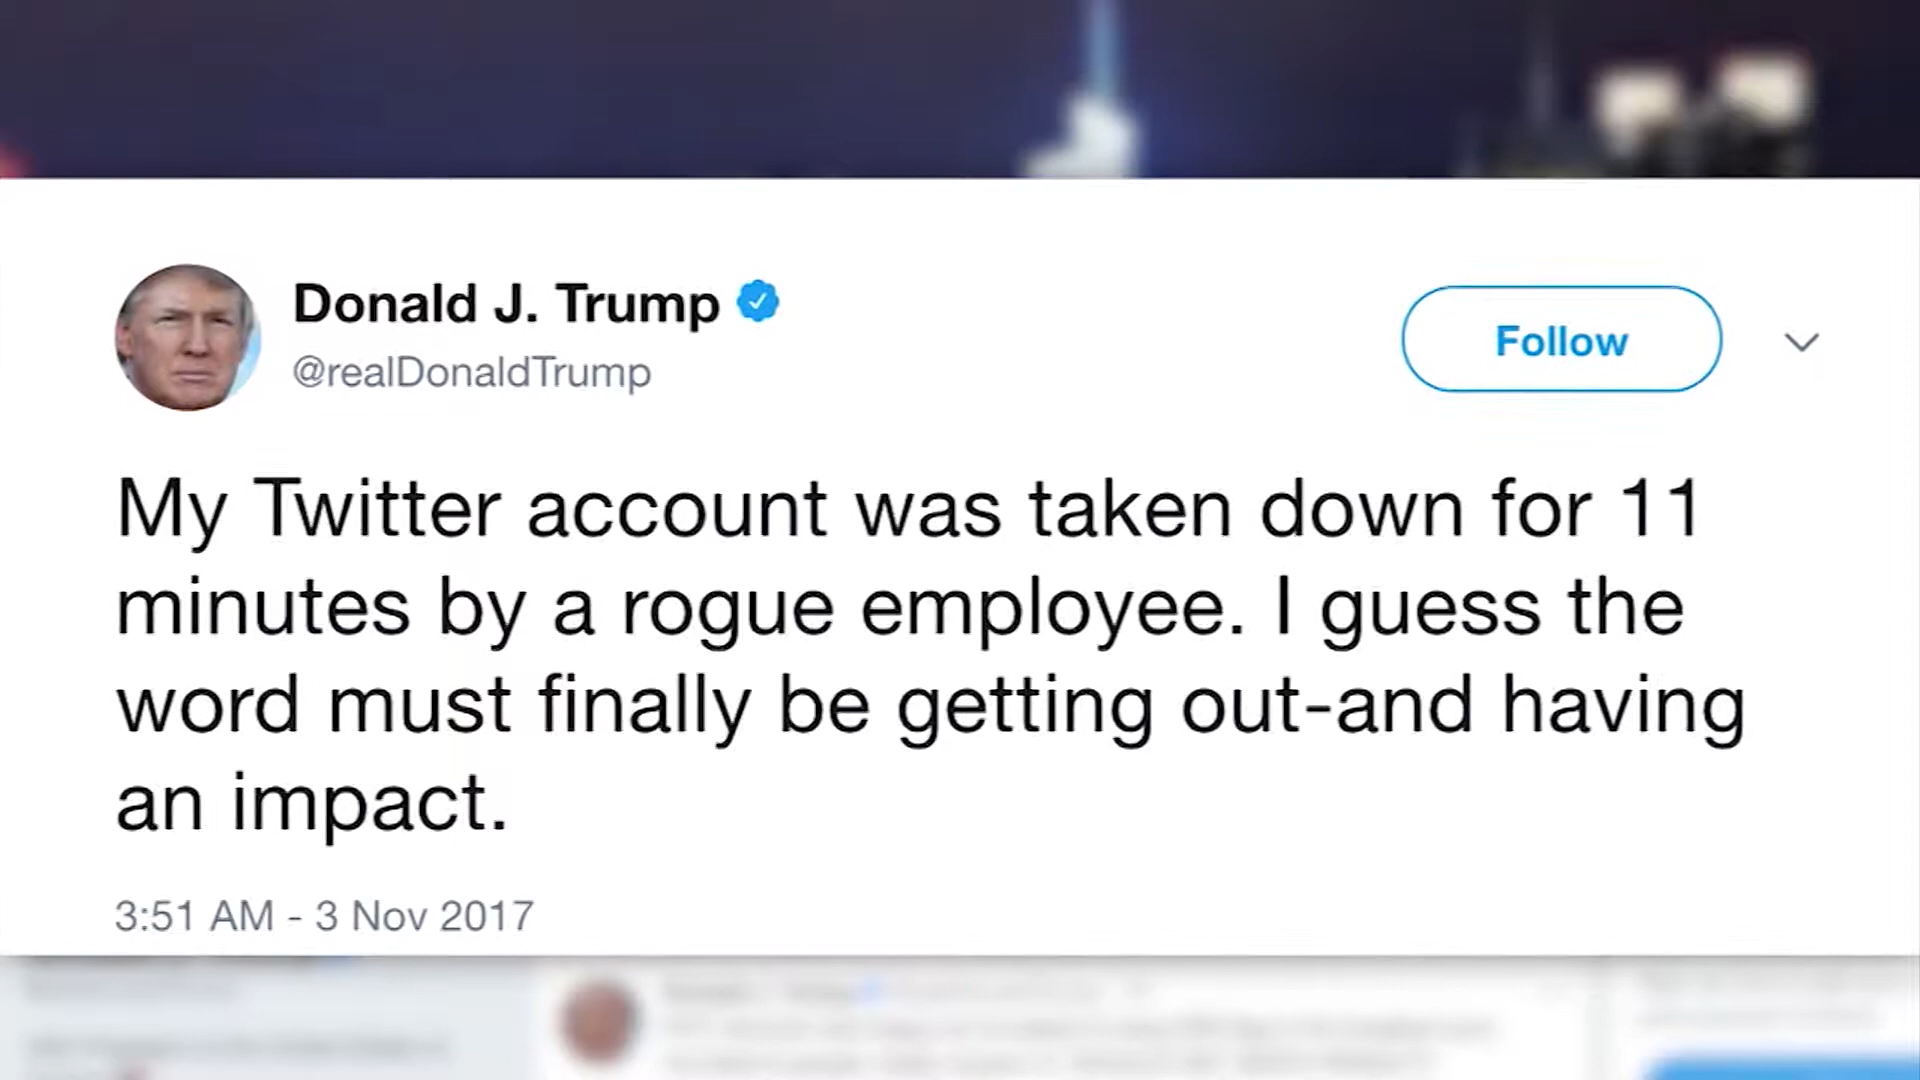 Donald J. Trump
@realDonaldTrump
Follow
My Twitter account was taken down for 11
minutes by a rogue employee. I guess the
word must finally be getting out-and having
an impact.
3:51 AM - 3 Nov 2017